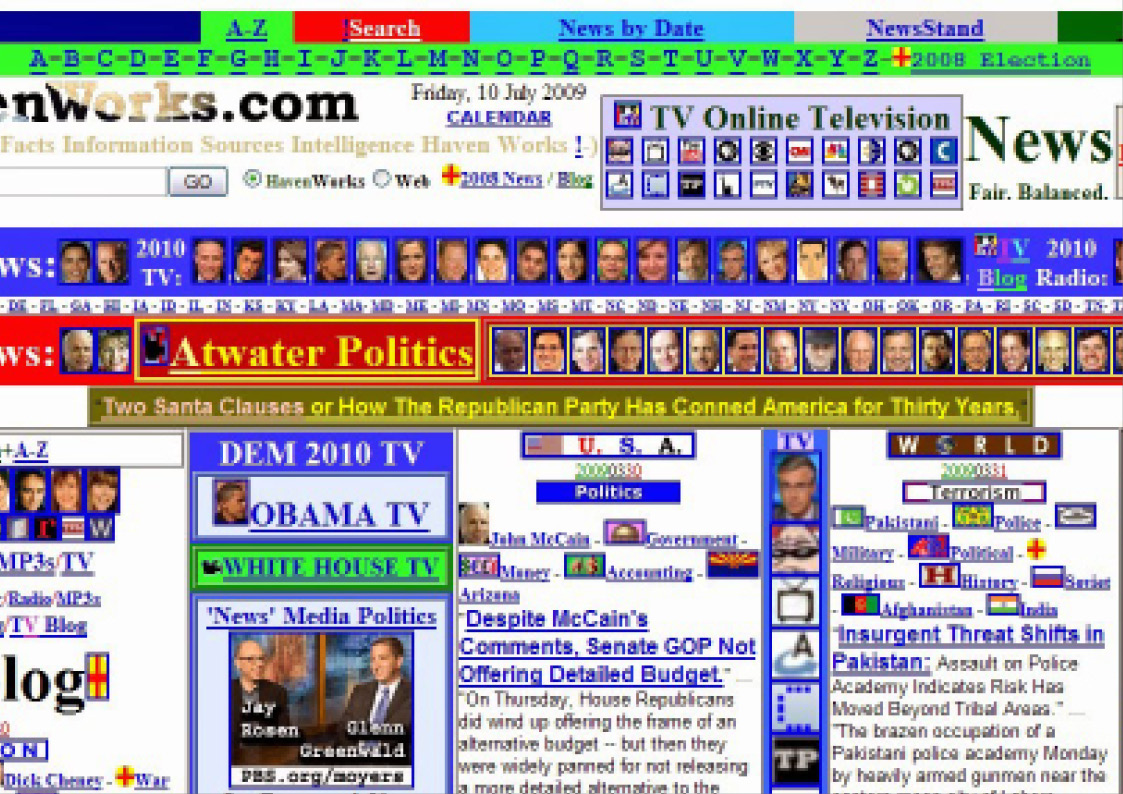 A-Z !Search News by Date NewsStand
A-B-C-D-E-F-G-H-I-J-K-L-M-N-O-P-Q-R-S-T-U-V-W-X-Y-Z-2008 Election
enWorks.com
Friday, 10 July 2009
CALENDAR
Facts Information Sources Intelligence Haven Works !-)
GO HavenWorks Web 2008 News / Blog
TV Online Television
News
Fair. Balanced.
ws: 2010 TV: TV Blog 2010 Radio:
- DE - FL - GA - HI - IA - ID - IL - IN - KS - KY - LA - MA - MD - ME - MI - MN - MO - MS - MT - NC - ND - NE - NH - NJ - NM - NV - NY - OH - OK - OR - PA - RI - SC - SD - TN -
ws: Atwater Politics
"Two Santa Clauses or How The Republican Party Has Conned America for Thirty Years,"
+A-Z
MP3s/TV
/Radio/MP3s
/TV Blog
log
ON
Dick Cheney - War
DEM 2010 TV
OBAMA TV
WHITE HOUSE TV
'News' Media Politics
Jay Rosen
Glenn Greenwald
PBS.org/moyers
U. S. A.
20090330
Politics
John McCain - Government -
Money - Accounting -
Arizona
"Despite McCain's
Comments, Senate GOP Not
Offering Detailed Budget." ...
"On Thursday, House Republicans
did wind up offering the frame of an
alternative budget -- but then they
were widely panned for not releasing
a more detailed alternative to the
TV
TP
WORLD
20090331
Terrorism
Pakistani - Police -
Military - Political -
Religious - History - Soviet
- Afghanistan - India
"Insurgent Threat Shifts in
Pakistan: Assault on Police
Academy Indicates Risk Has
Moved Beyond Tribal Areas." ...
"The brazen occupation of a
Pakistani police academy Monday
by heavily armed gunmen near the